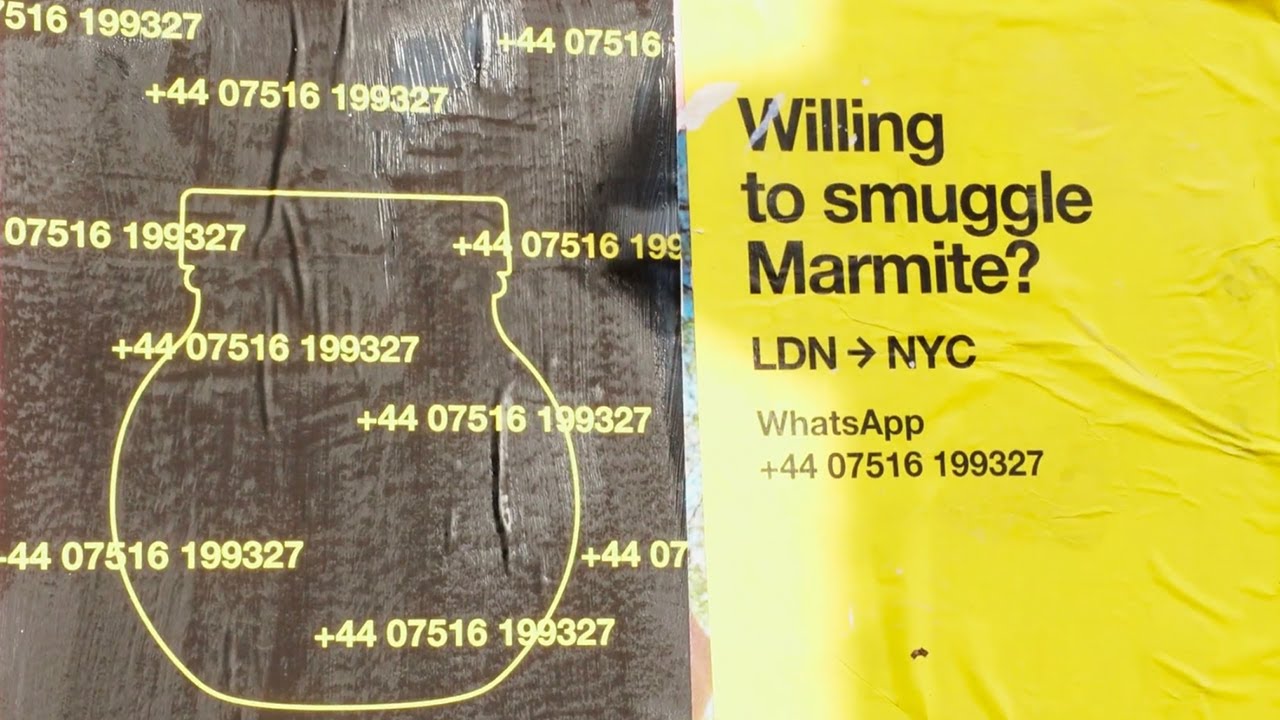 7516 199327
+44 07516
+44 07516 199327
07516 199327
+44 07516 199
+44 07516 199327
+44 07516 199327
44 07516 199327
+44 07
+44 07516 199327
Willing
to smuggle
Marmite?
LDN → NYC
WhatsApp
+44 07516 199327